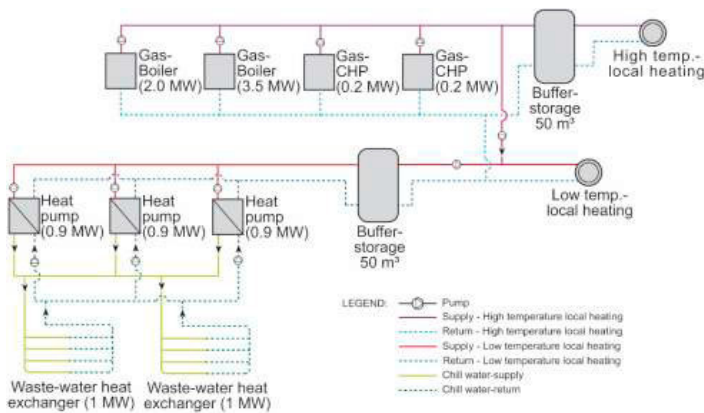 Gas-
Boiler
(2.0 MW)
Gas-
Boiler
(3.5 MW)
Gas-
CHP
(0.2 MW)
Gas-
CHP
(0.2 MW)
Buffer-
storage
50 m³
High temp.-
local heating
Heat
pump
(0.9 MW)
Heat
pump
(0.9 MW)
Heat
pump
(0.9 MW)
Buffer-
storage
50 m³
Low temp.-
local heating
Waste-water heat
exchanger (1 MW)
Waste-water heat
exchanger (1 MW)
LEGEND:
Pump
Supply - High temperature local heating
Return - High temperature local heating
Supply - Low temperature local heating
Return - Low temperature local heating
Chill water-supply
Chill water-return